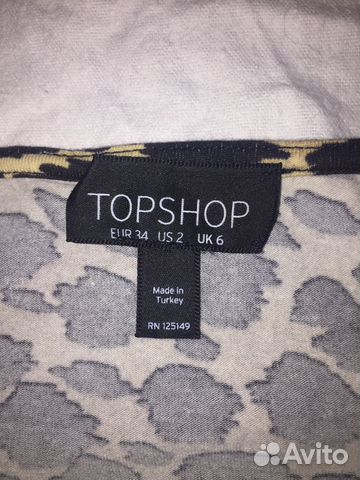 TOPSHOP
EUR 34 US 2 UK 6
Made in
Turkey
RN 125149
Avito